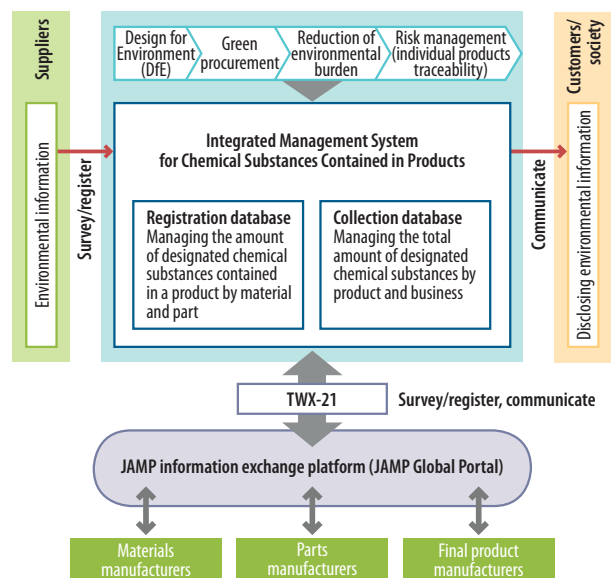 Suppliers
Environmental information
Survey/register
Design for
Environment
(DfE)
Green
procurement
Reduction of
environmental
burden
Risk management
(individual products
traceability)
Integrated Management System
for Chemical Substances Contained in Products
Registration database
Managing the amount
of designated chemical
substances contained
in a product by material
and part
Collection database
Managing the total
amount of designated
chemical substances by
product and business
Communicate
Customers/
society
Disclosing environmental information
TWX-21
Survey/register, communicate
JAMP information exchange platform (JAMP Global Portal)
Materials
manufacturers
Parts
manufacturers
Final product
manufacturers